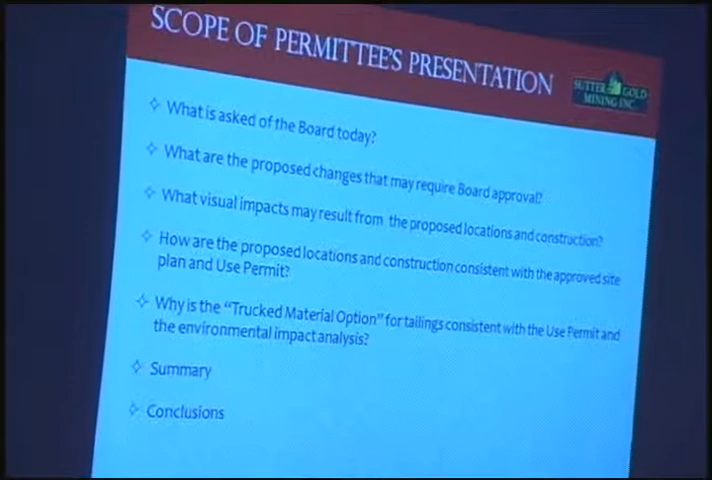 SCOPE OF PERMITTEE'S PRESENTATION
SUTTER GOLD
MINING INC.
What is asked of the Board today?
What are the proposed changes that may require Board approval?
What visual impacts may result from the proposed locations and construction?
How are the proposed locations and construction consistent with the approved site
plan and Use Permit?
Why is the “Trucked Material Option” for tailings consistent with the Use Permit and
the environmental impact analysis?
Summary
Conclusions